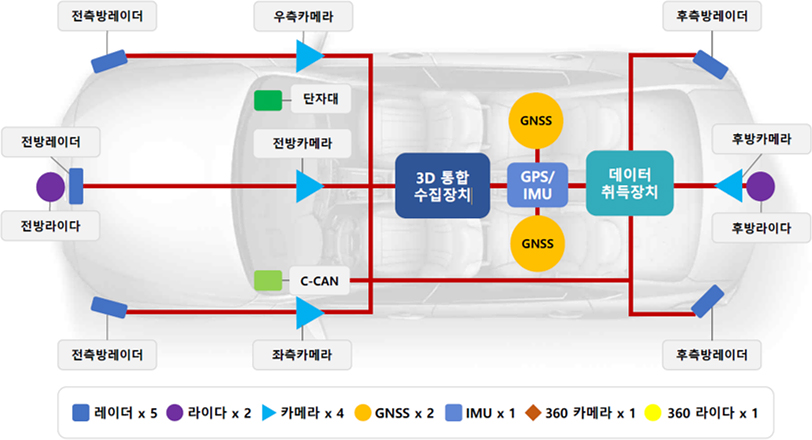 전측방레이더
우측카메라
후측방레이더
단자대
전방레이더
전방카메라
GNSS
후방카메라
3D 통합
수집장치
GPS/
IMU
데이터
취득장치
전방라이다
후방라이다
GNSS
C-CAN
전측방레이더
좌측카메라
후측방레이더
레이더 x 5 라이다 x 2 카메라 x 4 GNSS x 2 IMU x 1 360 카메라 x 1 360 라이다 x 1